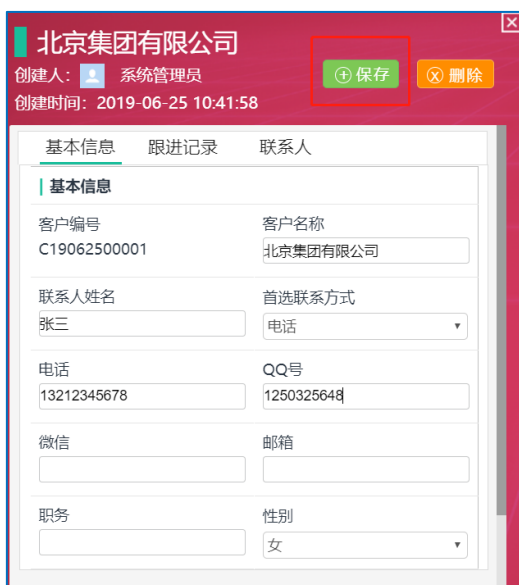 北京集团有限公司
创建人: 系统管理员
保存
删除
创建时间: 2019-06-25 10:41:58
基本信息 跟进记录 联系人
基本信息
客户编号 客户名称
C19062500001 北京集团有限公司
联系人姓名 首选联系方式
张三 电话
电话 QQ号
13212345678 1250325648
微信 邮箱
职务 性别
女